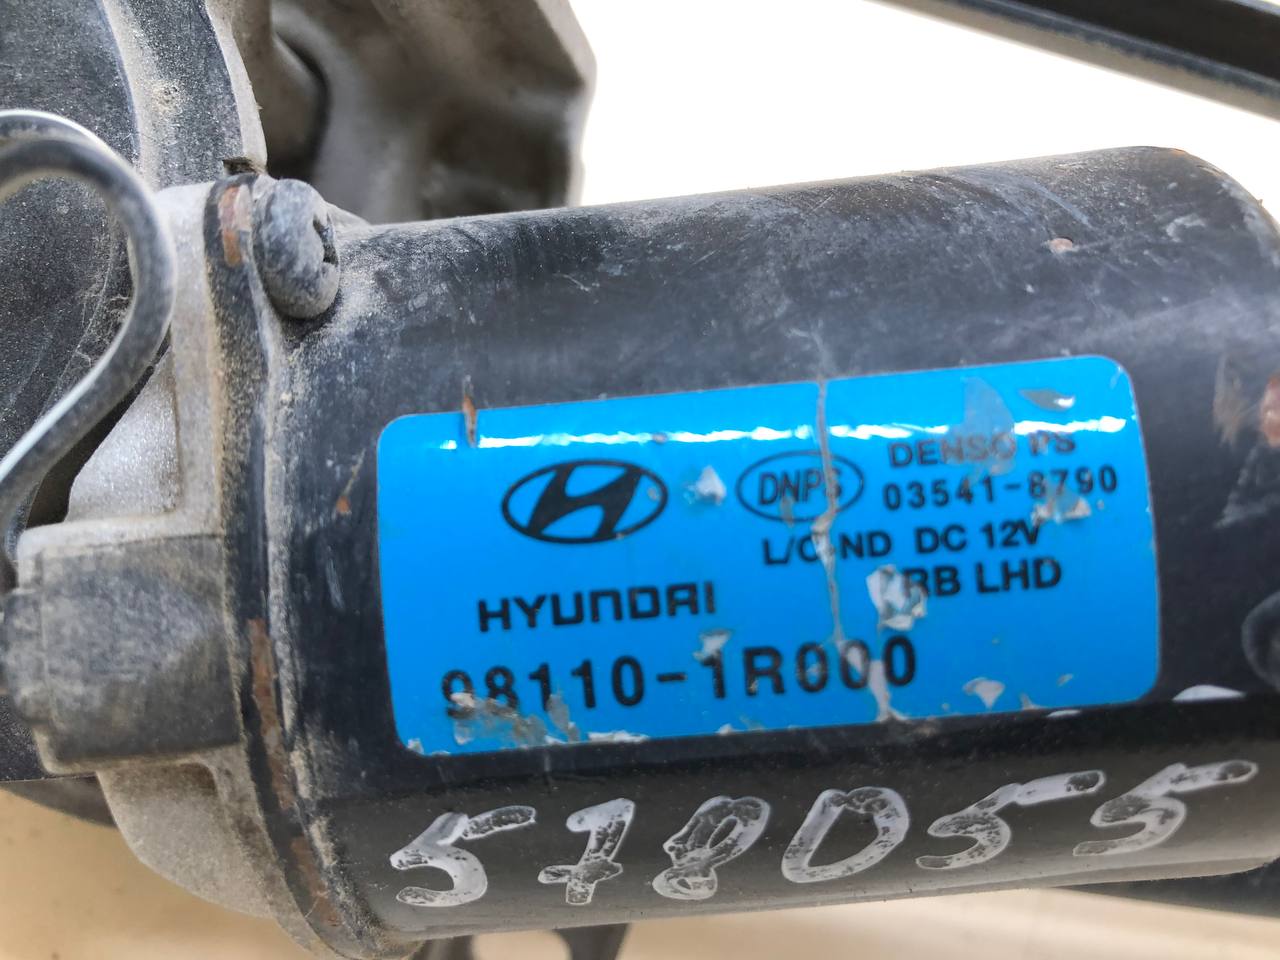 DNPS
DENSO PS
03541-8790
L/C ND DC 12V
RB LHD
HYUNDAI
98110-1R000
578055